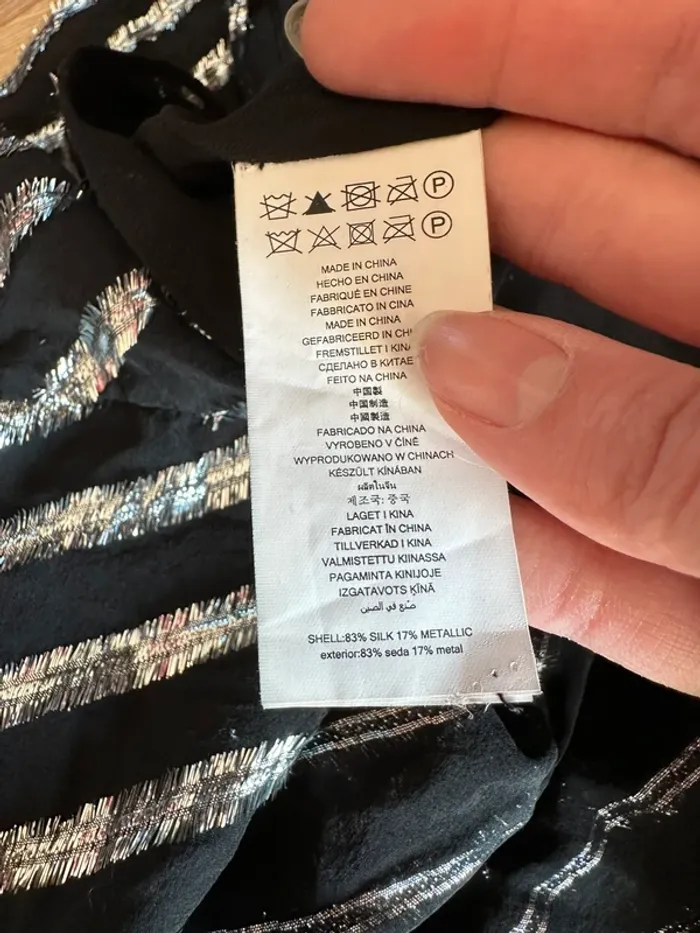 P
P
MADE IN CHINA
HECHO EN CHINA
FABRIQUÉ EN CHINE
FABBRICATO IN CINA
MADE IN CHINA
GEFABRICEERD IN
FREMSTILLET I KINA
СДЕЛАНО В КИТАЕ
FEITO NA CHINA
中国製
中国制造
中國製造
FABRICADO NA CHINA
VYROBENO V ČÍNĚ
WYPRODUKOWANO W CHINACH
KÉSZÜLT KÍNÁBAN
ผลิตในจีน
제조국: 중국
LAGET I KINA
FABRICAT ÎN CHINA
TILLVERKAD I KINA
VALMISTETTU KIINASSA
PAGAMINTA KINIJOJE
IZGATAVOTS ĶĪNĀ
صنع في الصين
SHELL:83% SILK 17% METALLIC
exterior:83% seda 17% metal